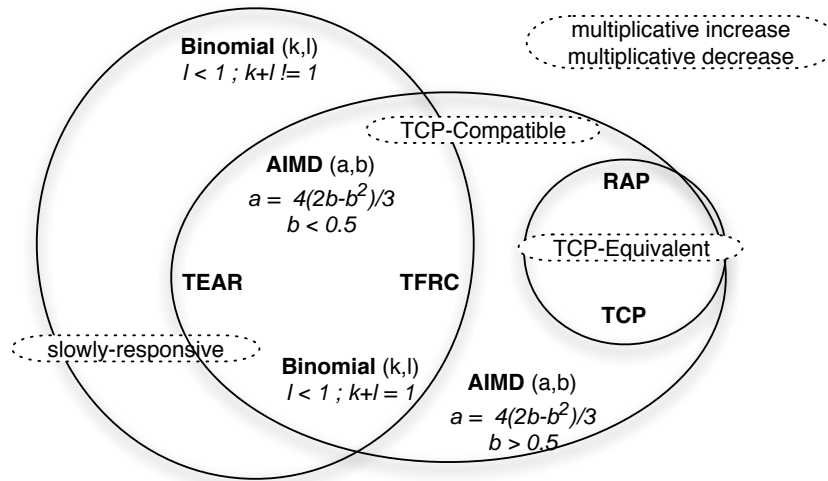 Binomial (k,l)
l < 1 ; k+l != 1
multiplicative increase
multiplicative decrease
TCP-Compatible
AIMD (a,b)
a = 4(2b-b²)/3
b < 0.5
RAP
TCP-Equivalent
TEAR
TFRC
TCP
slowly-responsive
Binomial (k,l)
l < 1 ; k+l = 1
AIMD (a,b)
a = 4(2b-b²)/3
b > 0.5